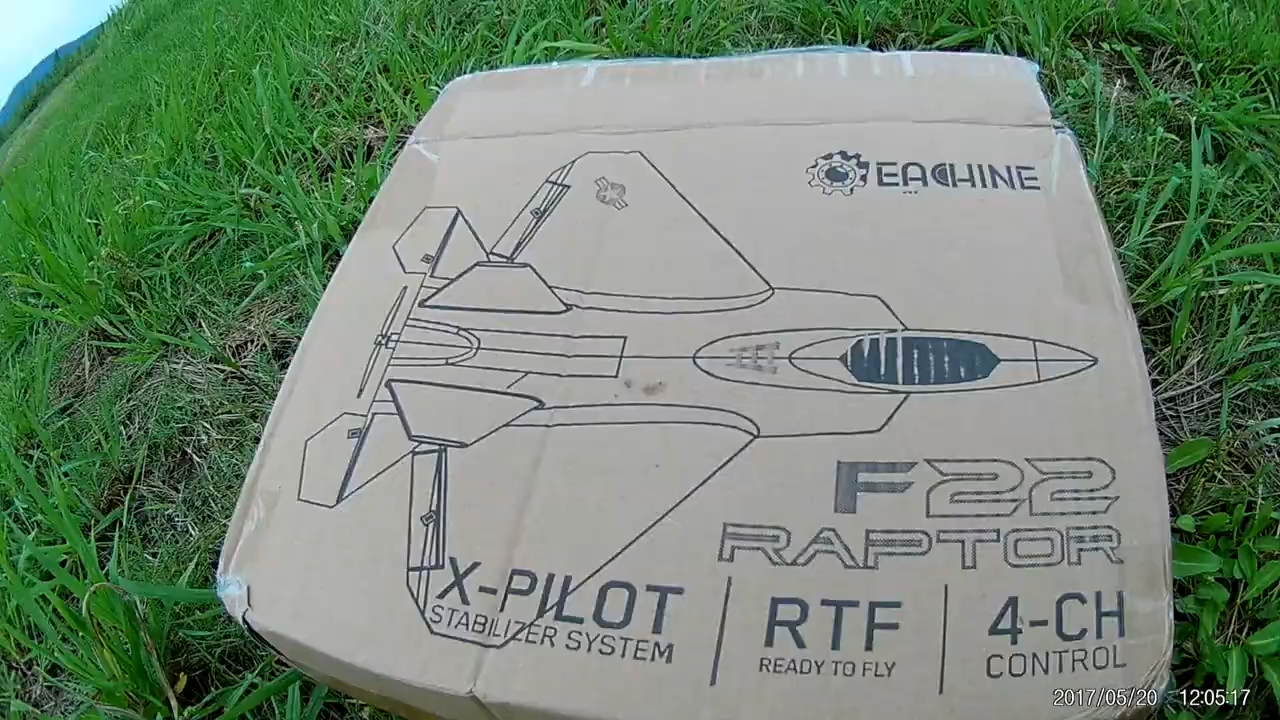 EACHINE
F22
RAPTOR
X-PILOT
STABILIZER SYSTEM
RTF
READY TO FLY
4-CH
CONTROL
2017/05/20 12:05:17